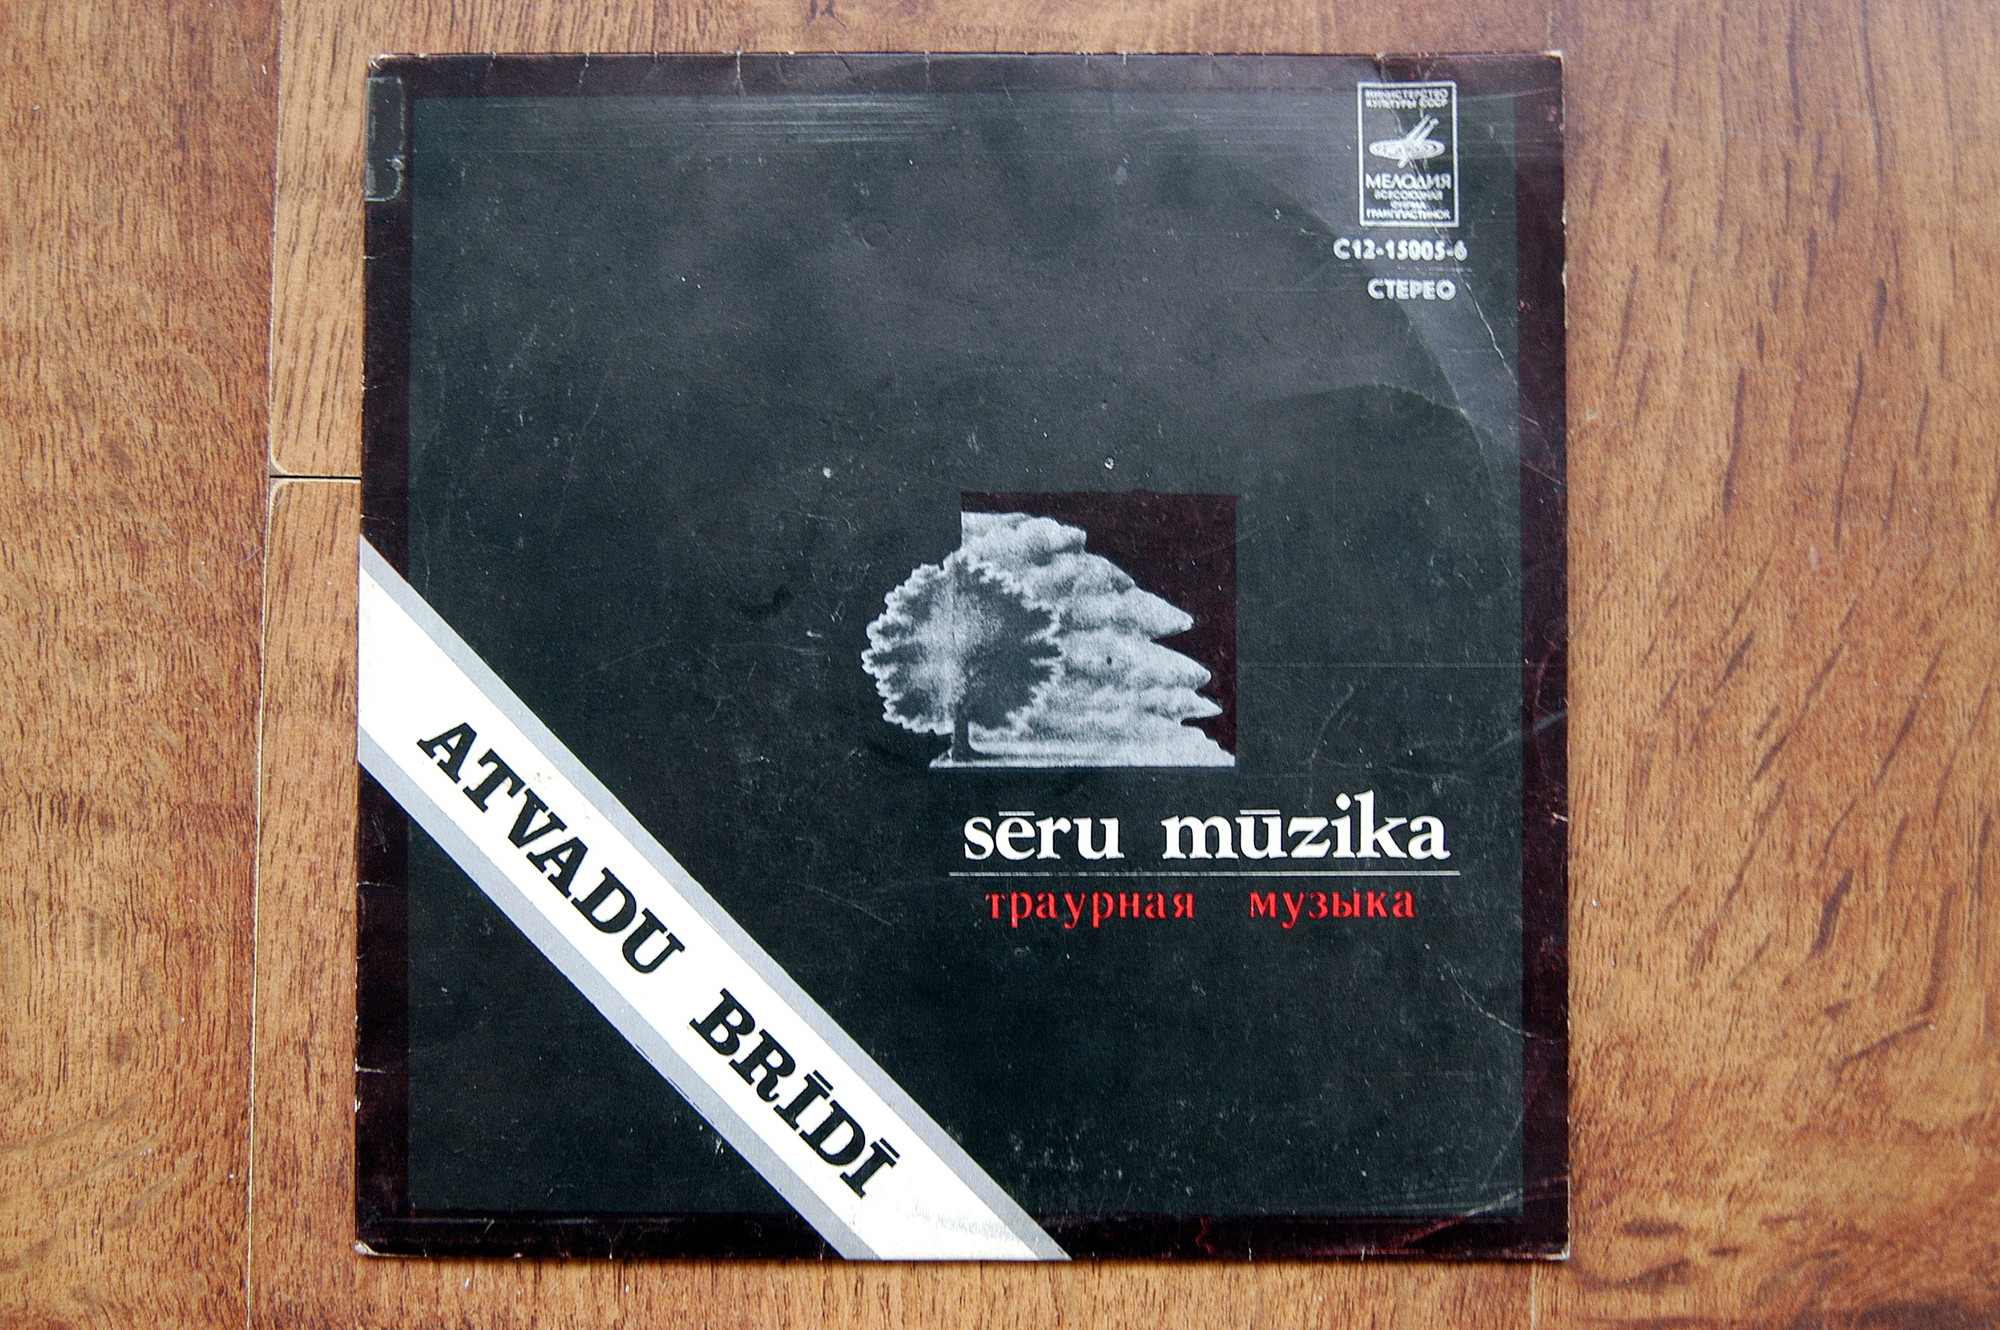 МИНИСТЕРСТВО
КУЛЬТУРЫ СССР
МЕЛОДИЯ
ВСЕСОЮЗНАЯ
ФИРМА
ГРАМПЛАСТИНОК
С12-15005-6
СТЕРЕО
sēru mūzika
траурная музыка
ATVADU BRĪDĪ